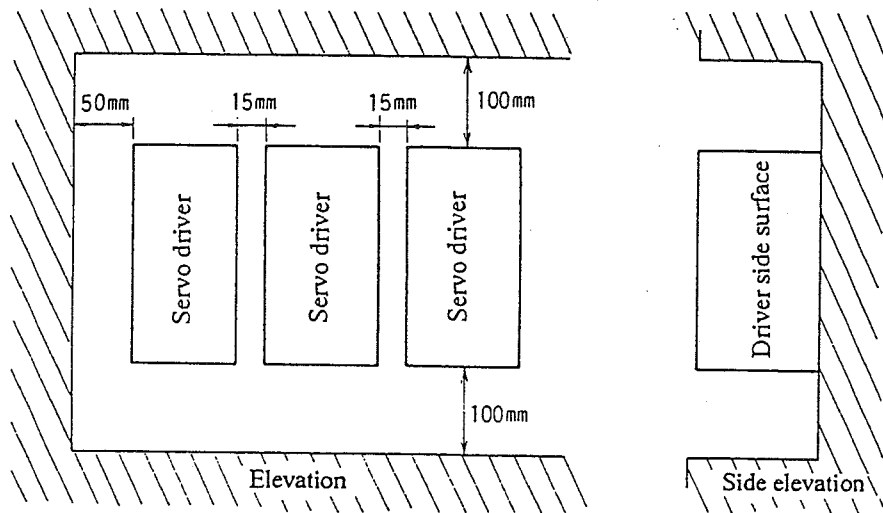 50mm
15mm
15mm
100mm
Servo driver
Servo driver
Servo driver
Driver side surface
100mm
Elevation
Side elevation